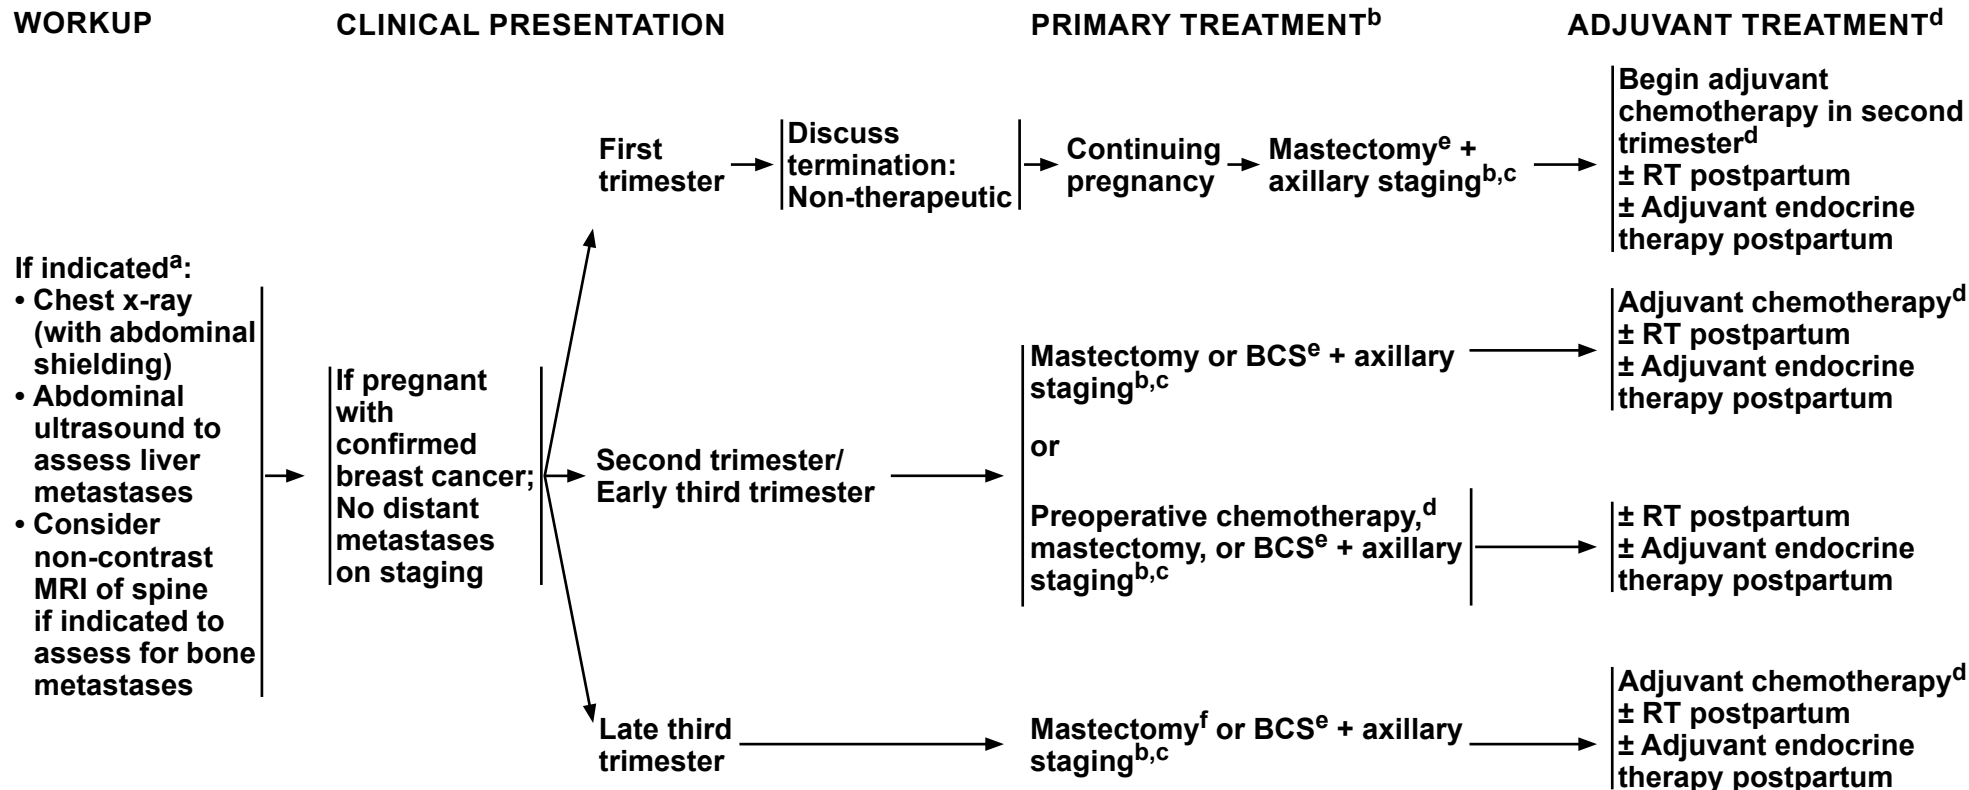 WORKUP
CLINICAL PRESENTATION
PRIMARY TREATMENTb
ADJUVANT TREATMENTd
If indicateda:
• Chest x-ray
(with abdominal
shielding)
• Abdominal
ultrasound to
assess liver
metastases
• Consider
non-contrast
MRI of spine
if indicated to
assess for bone
metastases
If pregnant
with
confirmed
breast cancer;
No distant
metastases
on staging
First
trimester
Discuss
termination:
Non-therapeutic
Continuing
pregnancy
Mastectomye +
axillary stagingb,c
Begin adjuvant
chemotherapy in second
trimesterd
± RT postpartum
± Adjuvant endocrine
therapy postpartum
Second trimester/
Early third trimester
Mastectomy or BCSe + axillary
stagingb,c
or
Preoperative chemotherapy,d
mastectomy, or BCSe + axillary
stagingb,c
Adjuvant chemotherapyd
± RT postpartum
± Adjuvant endocrine
therapy postpartum
± RT postpartum
± Adjuvant endocrine
therapy postpartum
Late third
trimester
Mastectomyf or BCSe + axillary
stagingb,c
Adjuvant chemotherapyd
± RT postpartum
± Adjuvant endocrine
therapy postpartum